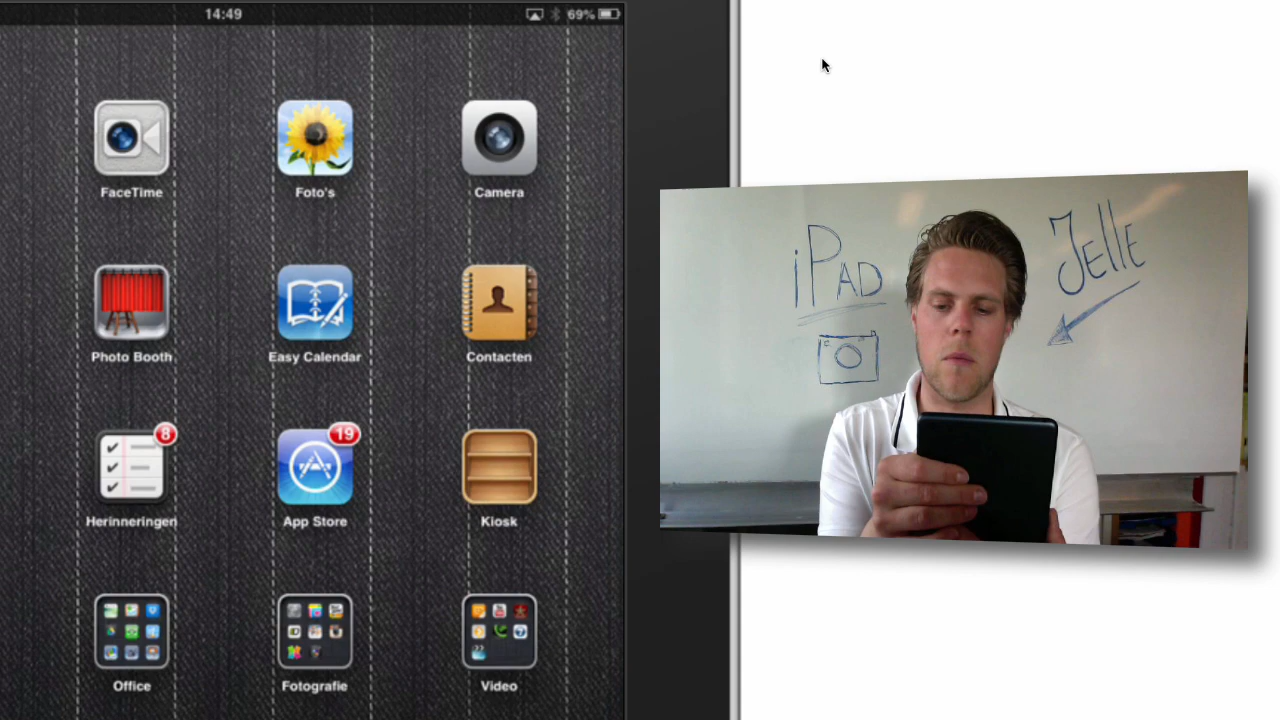 14:49
69%
FaceTime
Foto's
Camera
Photo Booth
Easy Calendar
Contacten
8
19
Herinneringen
App Store
Kiosk
Office
Fotografie
Video
iPAD
Jelle